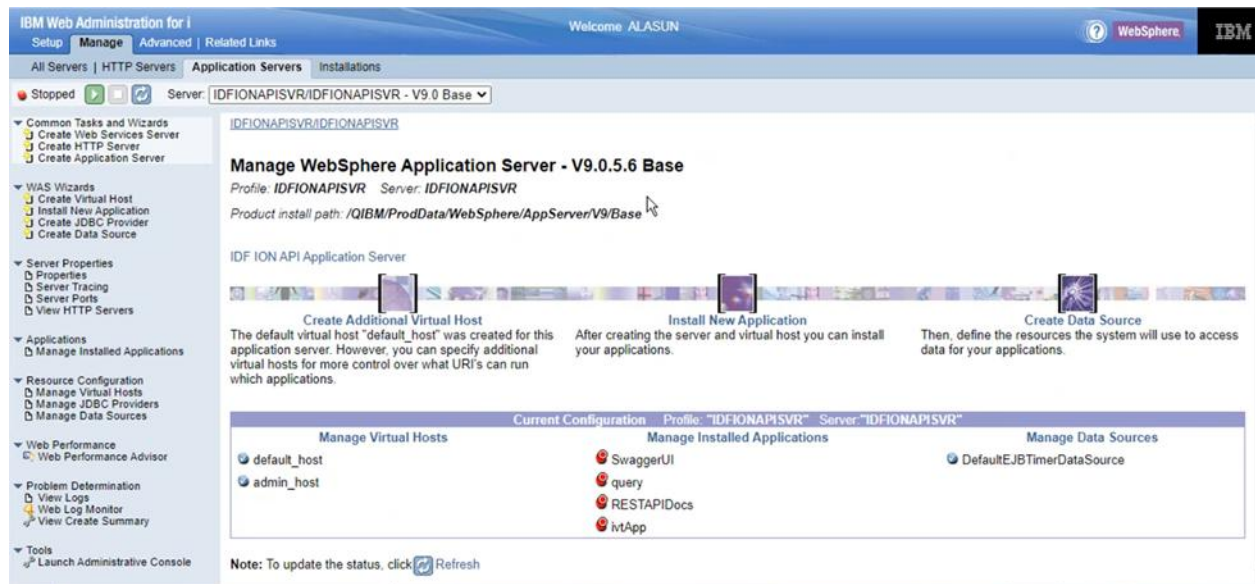 IBM Web Administration for i
Welcome ALASUN
? WebSphere. IBM
Setup Manage Advanced | Related Links
All Servers | HTTP Servers Application Servers Installations
Stopped Server: IDFIONAPISVR/IDFIONAPISVR - V9.0 Base
Common Tasks and Wizards
Create Web Services Server
Create HTTP Server
Create Application Server
WAS Wizards
Create Virtual Host
Install New Application
Create JDBC Provider
Create Data Source
Server Properties
Properties
Server Tracing
Server Ports
View HTTP Servers
Applications
Manage Installed Applications
Resource Configuration
Manage Virtual Hosts
Manage JDBC Providers
Manage Data Sources
Web Performance
Web Performance Advisor
Problem Determination
View Logs
Web Log Monitor
View Create Summary
Tools
Launch Administrative Console
IDFIONAPISVR/IDFIONAPISVR
Manage WebSphere Application Server - V9.0.5.6 Base
Profile: IDFIONAPISVR Server: IDFIONAPISVR
Product install path: /QIBM/ProdData/WebSphere/AppServer/V9/Base
IDF ION API Application Server
Create Additional Virtual Host
The default virtual host "default_host" was created for this
application server. However, you can specify additional
virtual hosts for more control over what URI's can run
which applications.
Install New Application
After creating the server and virtual host you can install
your applications.
Create Data Source
Then, define the resources the system will use to access
data for your applications.
Current Configuration Profile: "IDFIONAPISVR" Server:"IDFIONAPISVR"
Manage Virtual Hosts
default_host
admin_host
Manage Installed Applications
SwaggerUI
query
RESTAPIDocs
ivtApp
Manage Data Sources
DefaultEJBTimerDataSource
Note: To update the status, click Refresh